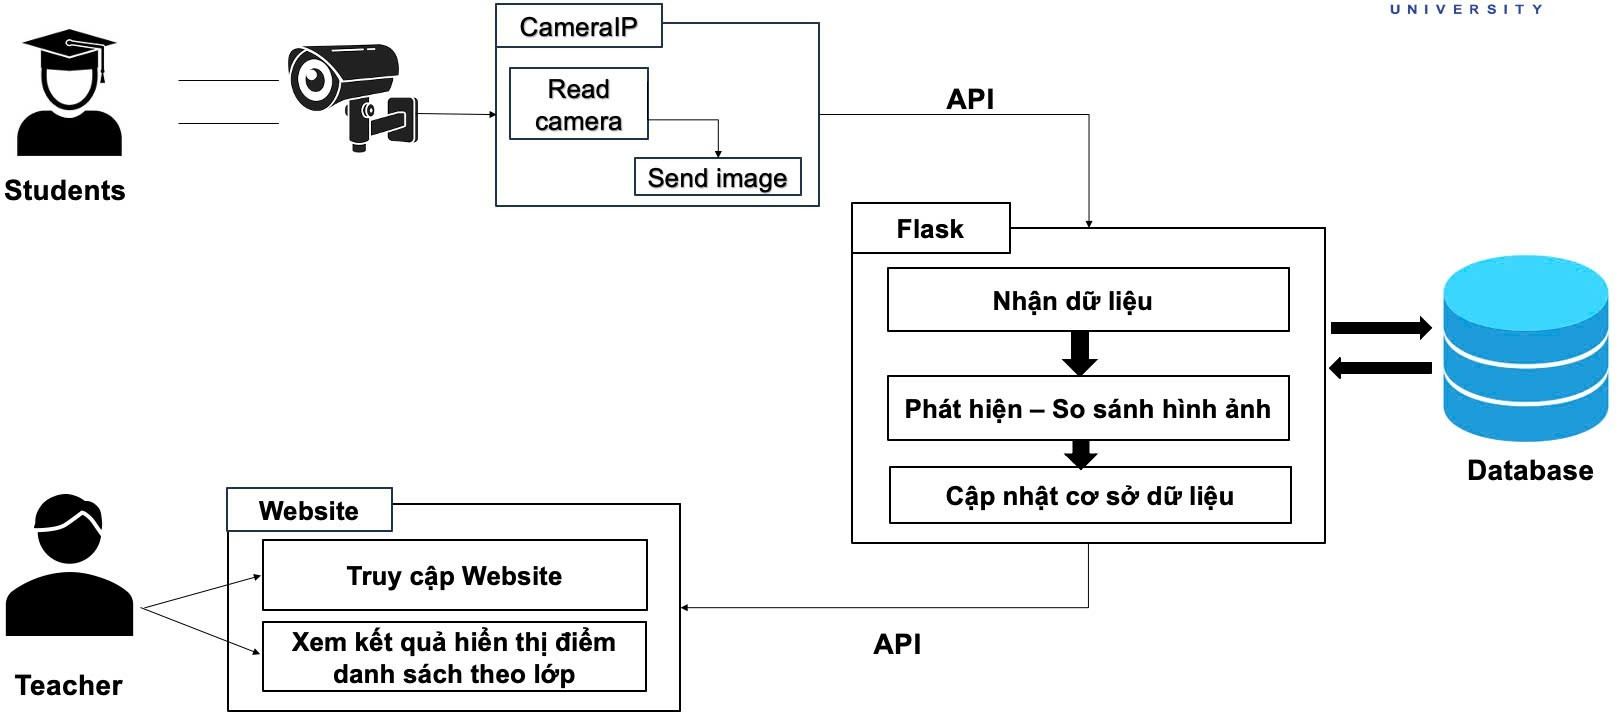 UNIVERSITY
CameraIP
Read
camera
Send image
Students
API
Flask
Nhận dữ liệu
Phát hiện – So sánh hình ảnh
Cập nhật cơ sở dữ liệu
Database
Website
Truy cập Website
Xem kết quả hiển thị điểm
danh sách theo lớp
Teacher
API